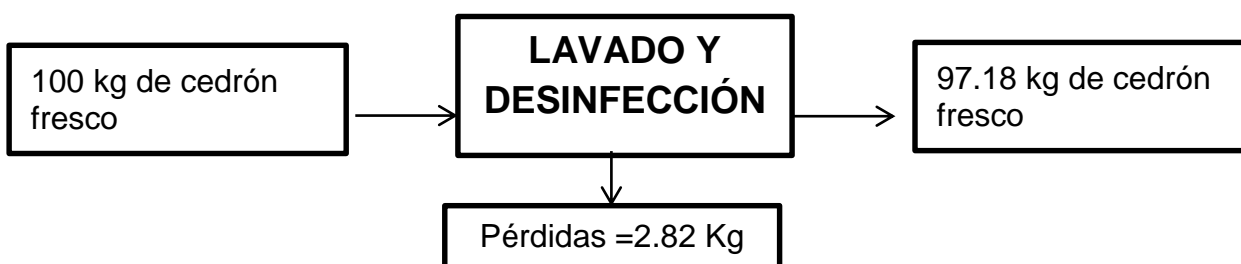 100 kg de cedrón
fresco
LAVADO Y
DESINFECCIÓN
97.18 kg de cedrón
fresco
Pérdidas =2.82 Kg